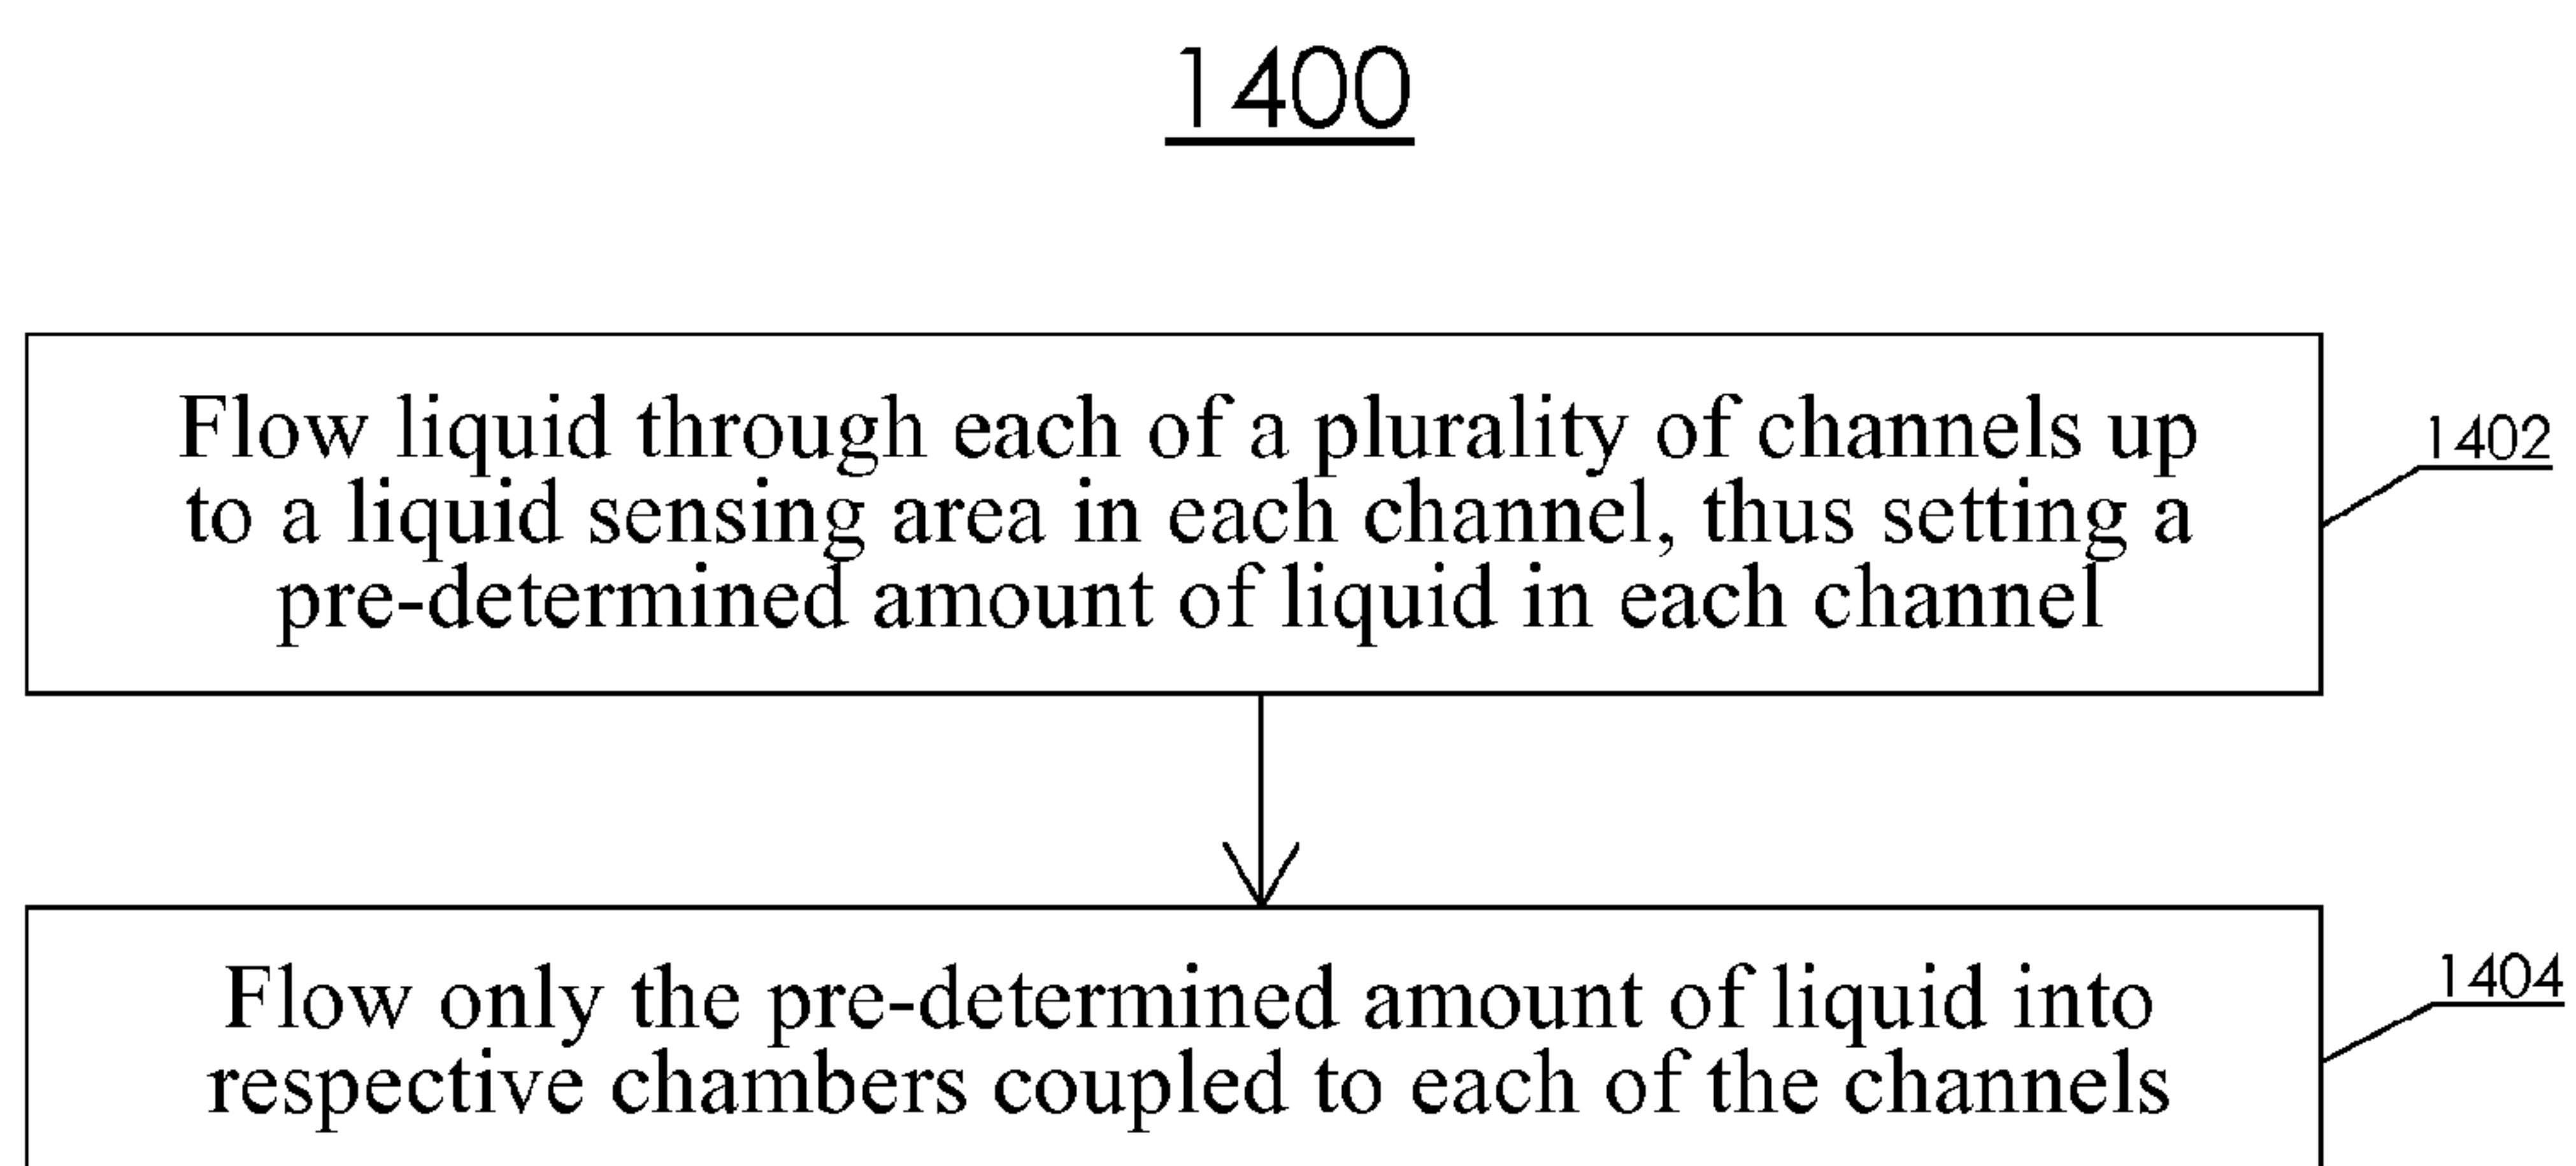 1400
Flow liquid through each of a plurality of channels up
to a liquid sensing area in each channel, thus setting a
pre-determined amount of liquid in each channel
1402
Flow only the pre-determined amount of liquid into
respective chambers coupled to each of the channels
1404